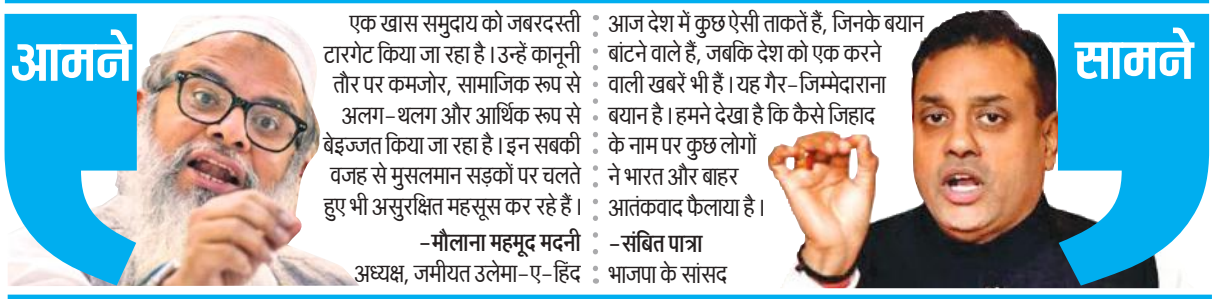 आमने
एक खास समुदाय को जबरदस्ती
टारगेट किया जा रहा है। उन्हें कानूनी
तौर पर कमजोर, सामाजिक रूप से
अलग-थलग और आर्थिक रूप से
बेइज्जत किया जा रहा है। इन सबकी
वजह से मुसलमान सड़कों पर चलते
हुए भी असुरक्षित महसूस कर रहे हैं।
-मौलाना महमूद मदनी
अध्यक्ष, जमीयत उलेमा-ए-हिंद
आज देश में कुछ ऐसी ताकतें हैं, जिनके बयान
बांटने वाले हैं, जबकि देश को एक करने
वाली खबरें भी हैं। यह गैर-जिम्मेदाराना
बयान है। हमने देखा है कि कैसे जिहाद
के नाम पर कुछ लोगों
ने भारत और बाहर
आतंकवाद फैलाया है।
-संबित पात्रा
भाजपा के सांसद
सामने